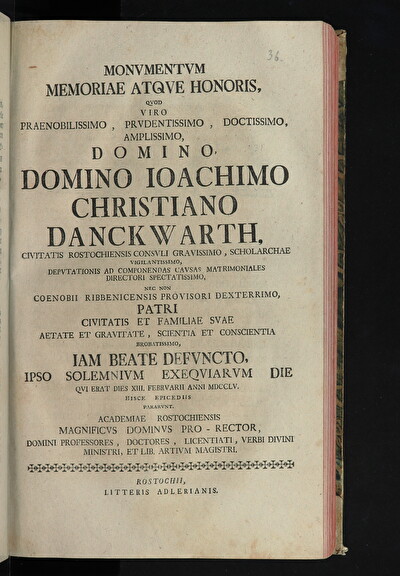 36.
MONVMENTVM
MEMORIAE ATQVE HONORIS,
QVOD
VIRO
PRAENOBILISSIMO, PRVDENTISSIMO, DOCTISSIMO,
AMPLISSIMO,
DOMINO,
DOMINO IOACHIMO
CHRISTIANO
DANCKWARTH,
CIVITATIS ROSTOCHIENSIS CONSVLI GRAVISSIMO, SCHOLARCHAE
VIGILANTISSIMO,
DEPVTATIONIS AD COMPONENDAS CAVSAS MATRIMONIALES
DIRECTORI SPECTATISSIMO,
NEC NON
COENOBII RIBBENICENSIS PROVISORI DEXTERRIMO,
PATRI
CIVITATIS ET FAMILIAE SVAE
AETATE ET GRAVITATE, SCIENTIA ET CONSCIENTIA
PROBATISSIMO,
IAM BEATE DEFVNCTO,
IPSO SOLEMNIVM EXEQVIARVM DIE
QVI ERAT DIES XIII. FEBRVARII ANNI MDCCLV.
HISCE EPICEDIIS
PARARVNT.
ACADEMIAE ROSTOCHIENSIS
MAGNIFICVS DOMINVS PRO-RECTOR,
DOMINI PROFESSORES, DOCTORES, LICENTIATI, VERBI DIVINI
MINISTRI, ET LIB. ARTIVM MAGISTRI.
ROSTOCHII,
LITTERIS ADLERIANIS.